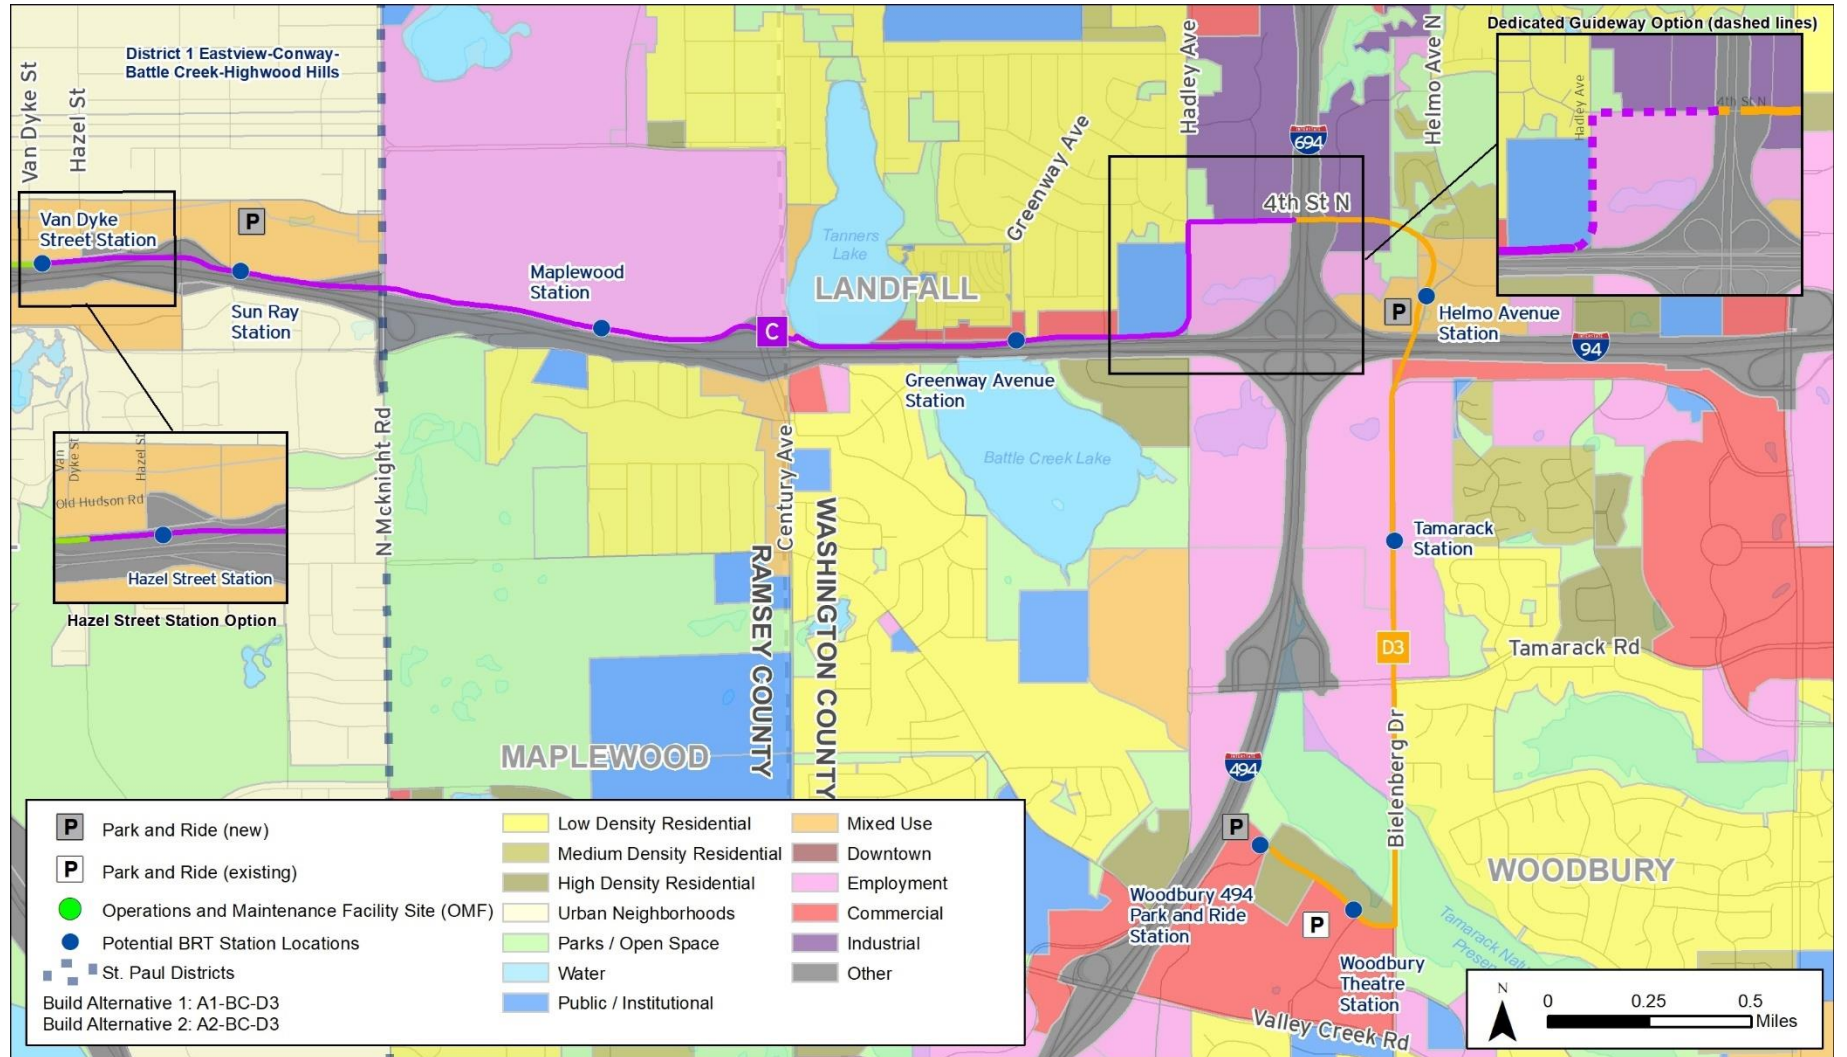 Dedicated Guideway Option (dashed lines)
District 1 Eastview-Conway-
Battle Creek-Highwood Hills
Van Dyke St
Hazel St
Hadley Ave
Helmo Ave N
Hadley Ave
4th St N
694
Greenway Ave
4th St N
P
Van Dyke
Street Station
Sun Ray
Station
Maplewood
Station
Tanners
Lake
LANDFALL
C
P
Helmo Avenue
Station
94
Greenway Avenue
Station
N Mcknight Rd
Century Ave
Battle Creek Lake
Van
Dyke St
Hazel St
Old Hudson Rd
Hazel Street Station
Hazel Street Station Option
RAMSEY COUNTY
WASHINGTON COUNTY
Tamarack
Station
D3
Tamarack Rd
Bielenberg Dr
MAPLEWOOD
494
P
WOODBURY
Woodbury 494
Park and Ride
Station
P
Woodbury
Theatre
Station
Tamarack Natu
Preser
Valley Creek Rd
P Park and Ride (new)
P Park and Ride (existing)
Operations and Maintenance Facility Site (OMF)
Potential BRT Station Locations
St. Paul Districts
Build Alternative 1: A1-BC-D3
Build Alternative 2: A2-BC-D3
Low Density Residential
Medium Density Residential
High Density Residential
Urban Neighborhoods
Parks / Open Space
Water
Public / Institutional
Mixed Use
Downtown
Employment
Commercial
Industrial
Other
N
0 0.25 0.5
Miles